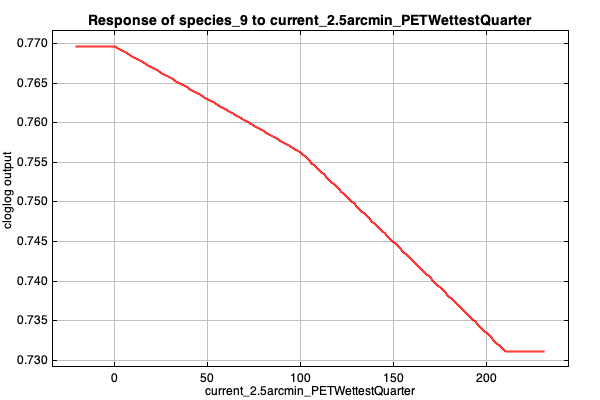 Response of species_9 to current_2.5arcmin_PETWettestQuarter
0.770
0.765
0.760
0.755
0.750
0.745
0.740
0.735
0.730
cloglog output
0 50 100 150 200
current_2.5arcmin_PETWettestQuarter